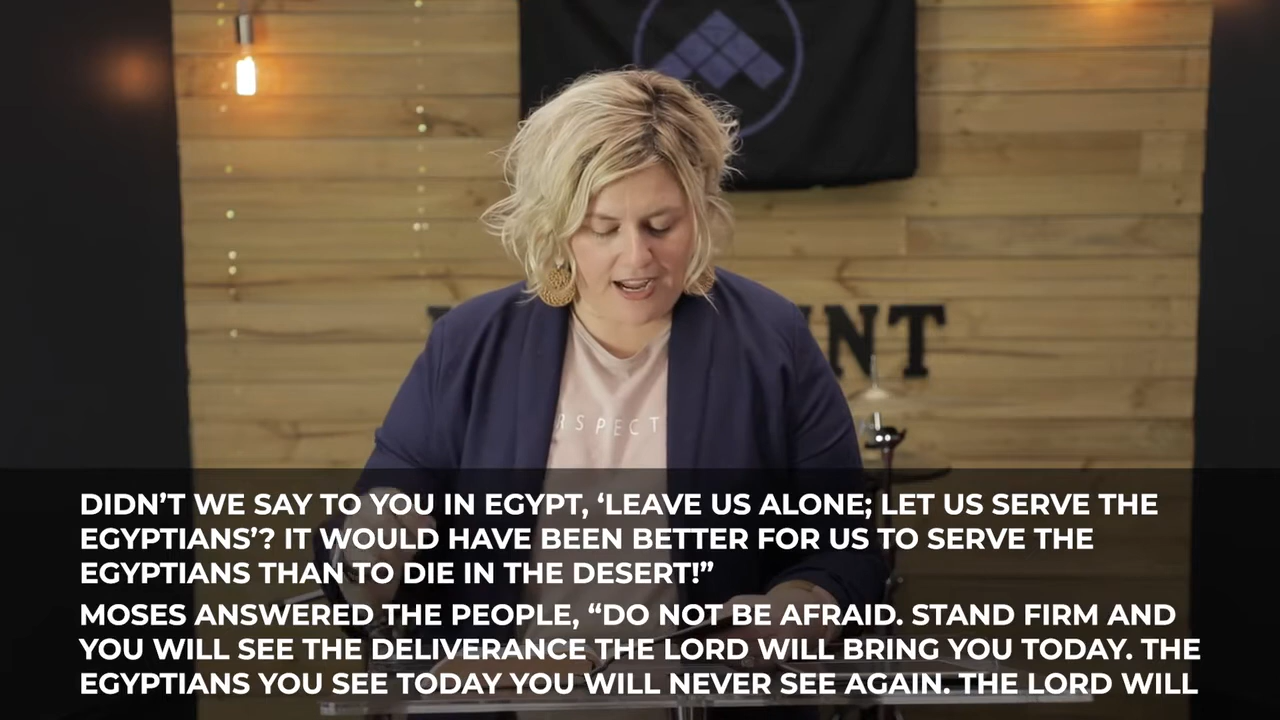 DIDN’T WE SAY TO YOU IN EGYPT, ‘LEAVE US ALONE; LET US SERVE THE
EGYPTIANS’? IT WOULD HAVE BEEN BETTER FOR US TO SERVE THE
EGYPTIANS THAN TO DIE IN THE DESERT!”
MOSES ANSWERED THE PEOPLE, “DO NOT BE AFRAID. STAND FIRM AND
YOU WILL SEE THE DELIVERANCE THE LORD WILL BRING YOU TODAY. THE
EGYPTIANS YOU SEE TODAY YOU WILL NEVER SEE AGAIN. THE LORD WILL